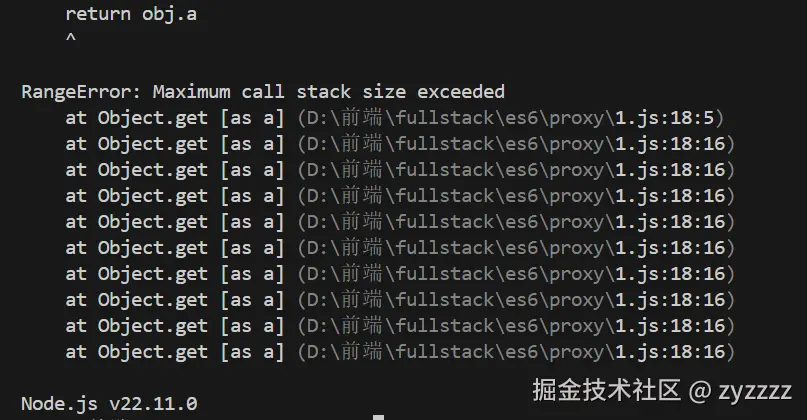 return obj.a
^
RangeError: Maximum call stack size exceeded
at Object.get [as a] (D:\前端\fullstack\es6\proxy\1.js:18:5)
at Object.get [as a] (D:\前端\fullstack\es6\proxy\1.js:18:16)
at Object.get [as a] (D:\前端\fullstack\es6\proxy\1.js:18:16)
at Object.get [as a] (D:\前端\fullstack\es6\proxy\1.js:18:16)
at Object.get [as a] (D:\前端\fullstack\es6\proxy\1.js:18:16)
at Object.get [as a] (D:\前端\fullstack\es6\proxy\1.js:18:16)
at Object.get [as a] (D:\前端\fullstack\es6\proxy\1.js:18:16)
at Object.get [as a] (D:\前端\fullstack\es6\proxy\1.js:18:16)
at Object.get [as a] (D:\前端\fullstack\es6\proxy\1.js:18:16)
at Object.get [as a] (D:\前端\fullstack\es6\proxy\1.js:18:16)
Node.js v22.11.0
掘金技术社区 @ zyzzzz